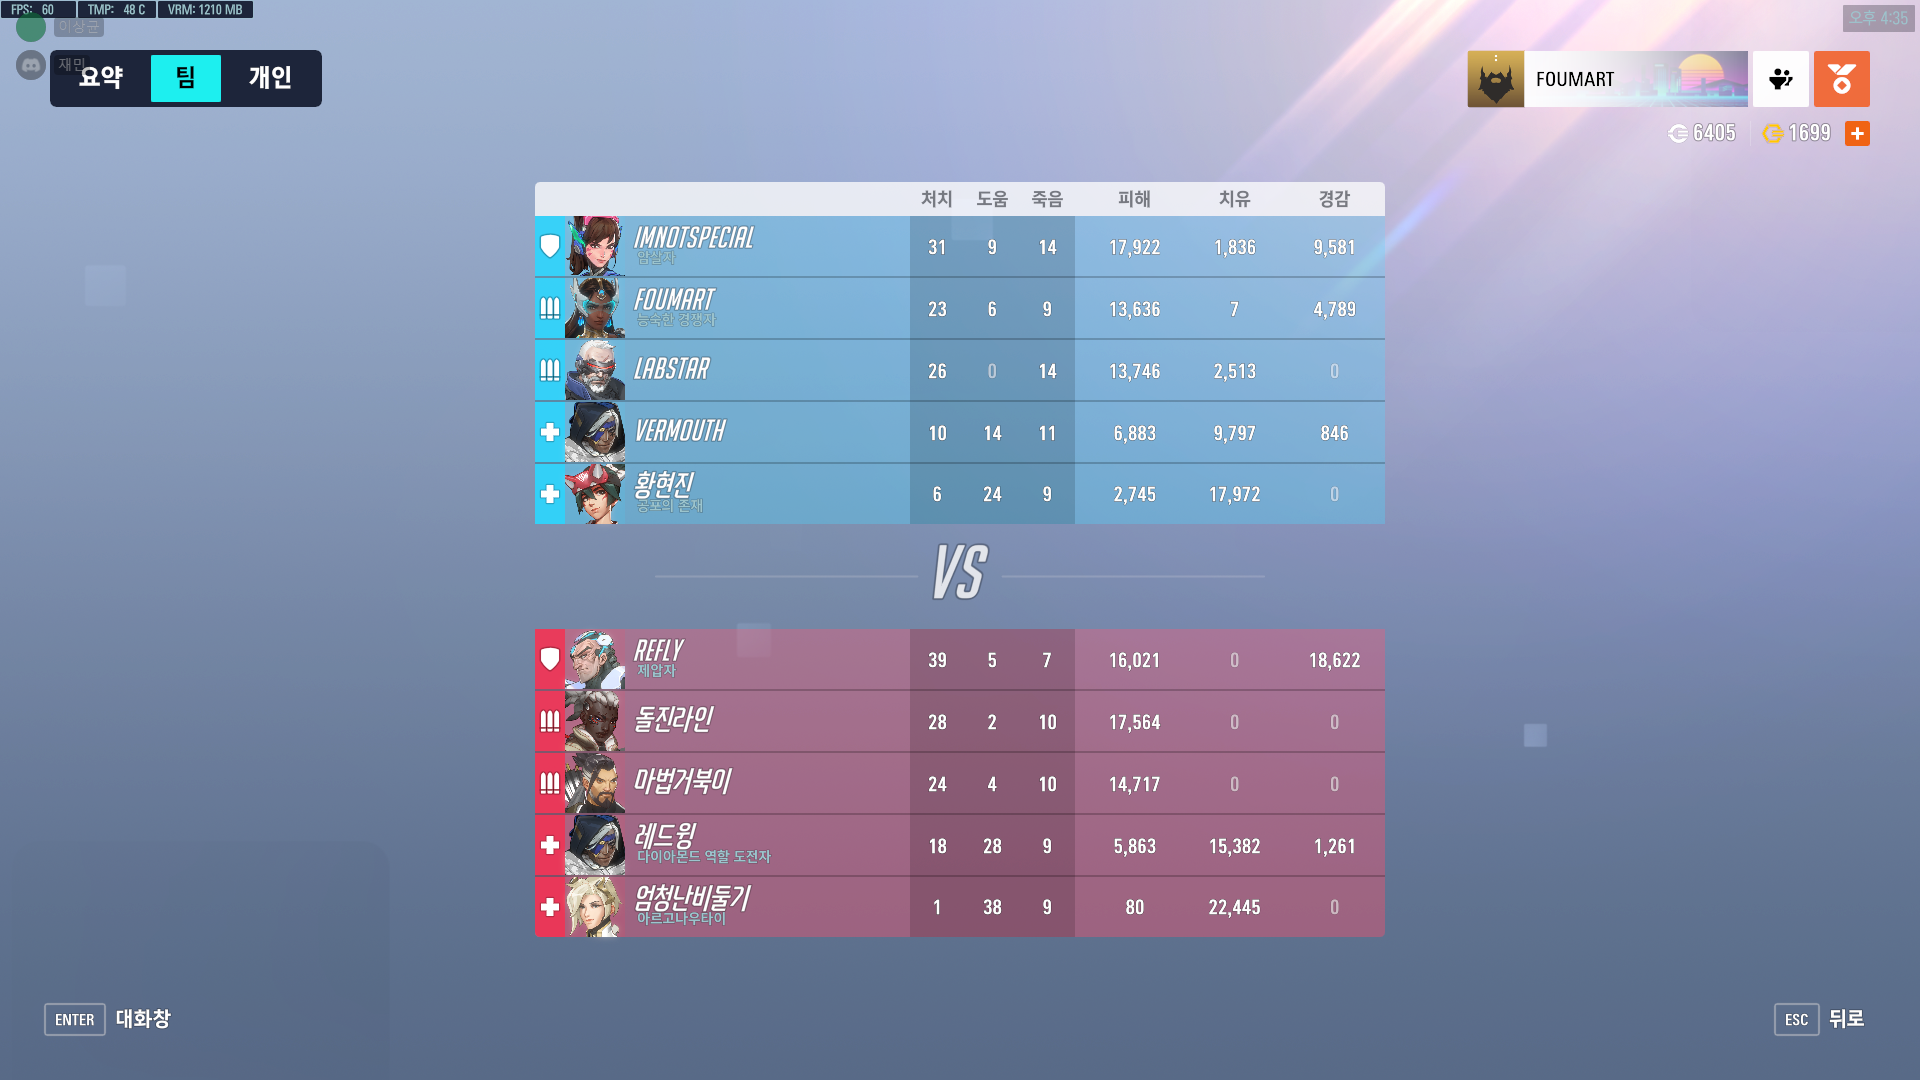 FPS: 60 TMP: 48 C VRM: 1210 MB
오후 4:35
이상균
재민
요약 팀 개인
FOUMART
6405 1699 +
처치 도움 죽음 피해 치유 경감
IMNOTSPECIAL 31 9 14 17,922 1,836 9,581
암살자
FOUMART 23 6 9 13,636 7 4,789
능숙한 경쟁자
LABSTAR 26 0 14 13,746 2,513 0
VERMOUTH 10 14 11 6,883 9,797 846
황현진 6 24 9 2,745 17,972 0
공포의 존재
VS
REFLY 39 5 7 16,021 0 18,622
제압자
돌진라인 28 2 10 17,564 0 0
마법거북이 24 4 10 14,717 0 0
레드윙 18 28 9 5,863 15,382 1,261
다이아몬드 역할 도전자
엄청난비둘기 1 38 9 80 22,445 0
아르고나우타이
ENTER 대화창
ESC 뒤로